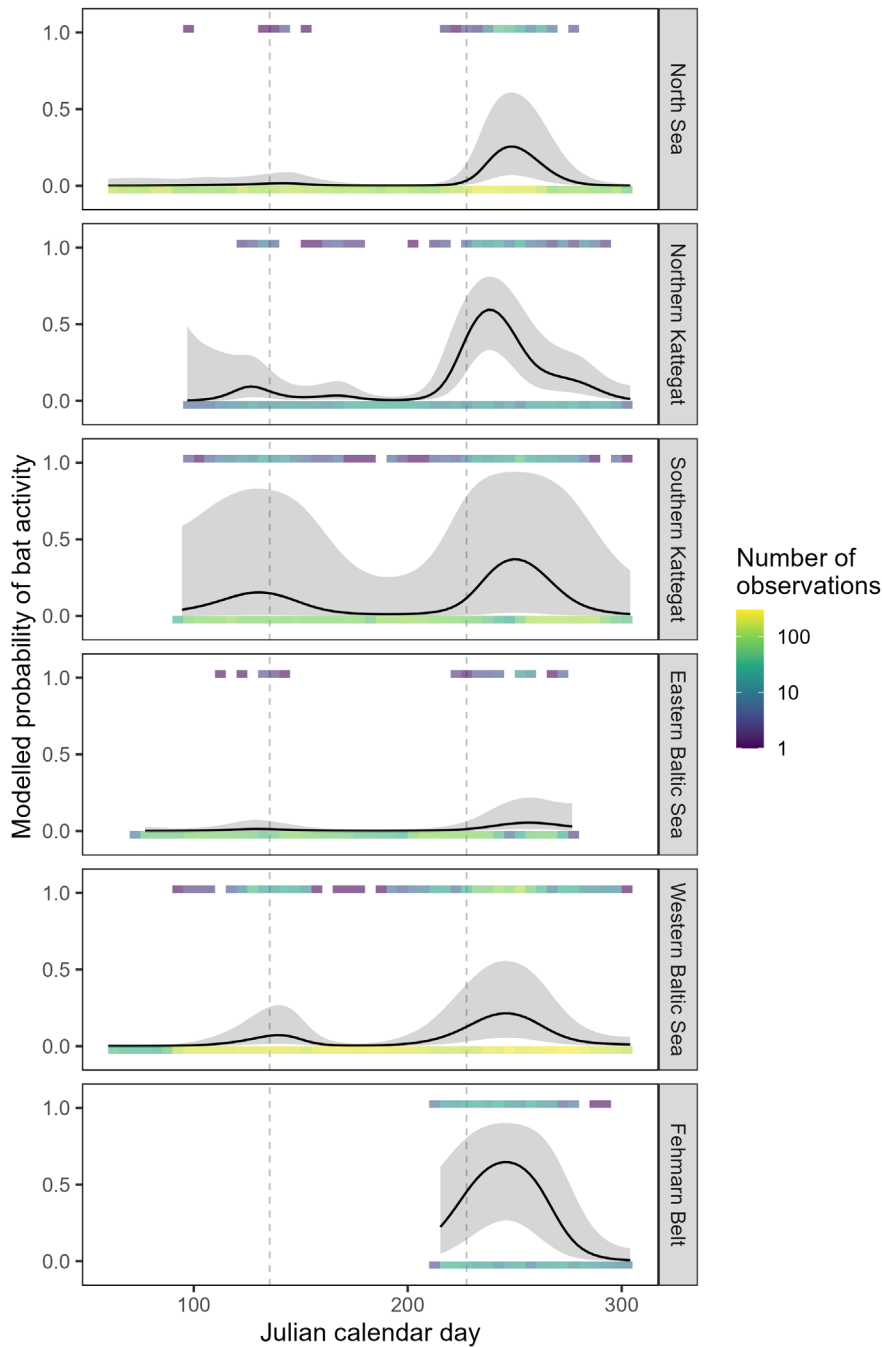 1.0
0.5
0.0
North Sea
1.0
0.5
0.0
Northern Kattegat
1.0
0.5
0.0
Southern Kattegat
1.0
0.5
0.0
Eastern Baltic Sea
1.0
0.5
0.0
Western Baltic Sea
1.0
0.5
0.0
Fehmarn Belt
100
200
300
Julian calendar day
Modelled probability of bat activity
Number of
observations
100
10
1